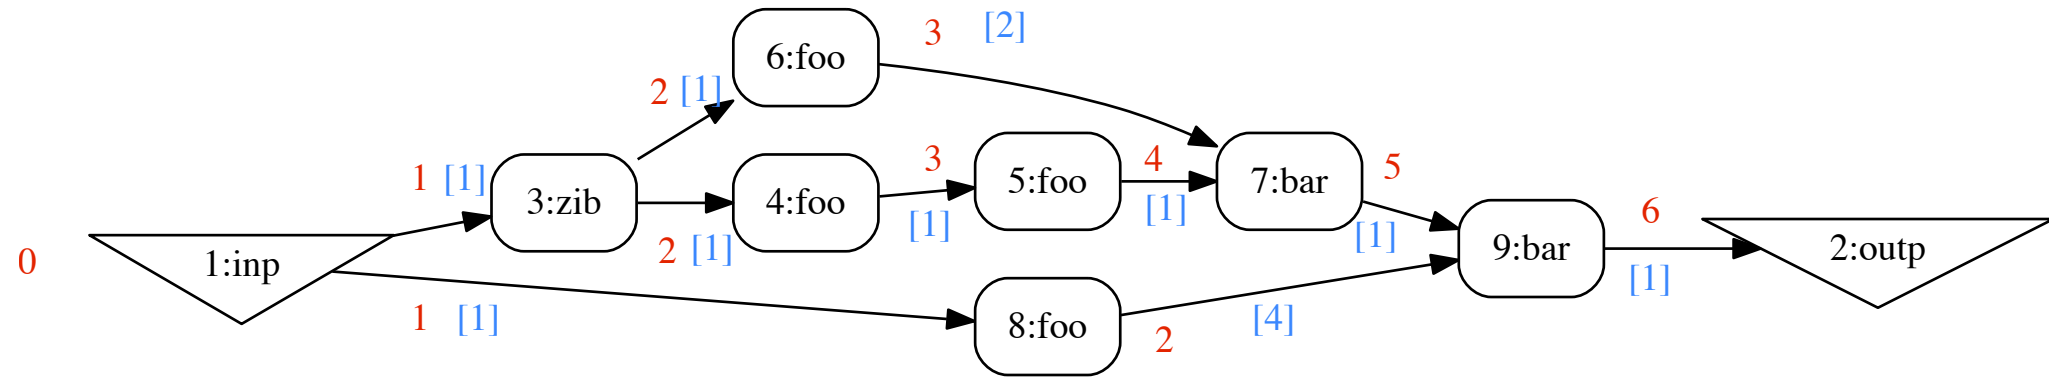 0
1:inp
1 [1]
1 [1]
3:zib
2 [1]
2 [1]
6:foo
3 [2]
4:foo
3
[1]
5:foo
4
[1]
8:foo
2
[4]
7:bar
5
[1]
9:bar
6
[1]
2:outp